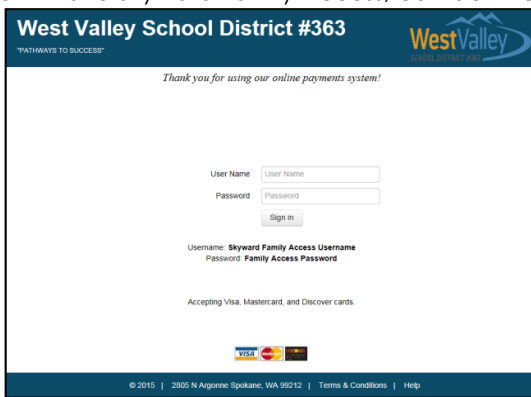 West Valley School District #363
"PATHWAYS TO SUCCESS"
WestValley
SCHOOL DISTRICT #363
Thank you for using our online payments system!
User Name User Name
Password Password
Sign in
Username: Skyward Family Access Username
Password: Family Access Password
Accepting Visa, Mastercard, and Discover cards.
VISA
© 2015 | 2805 N Argonne Spokane, WA 99212 | Terms & Conditions | Help